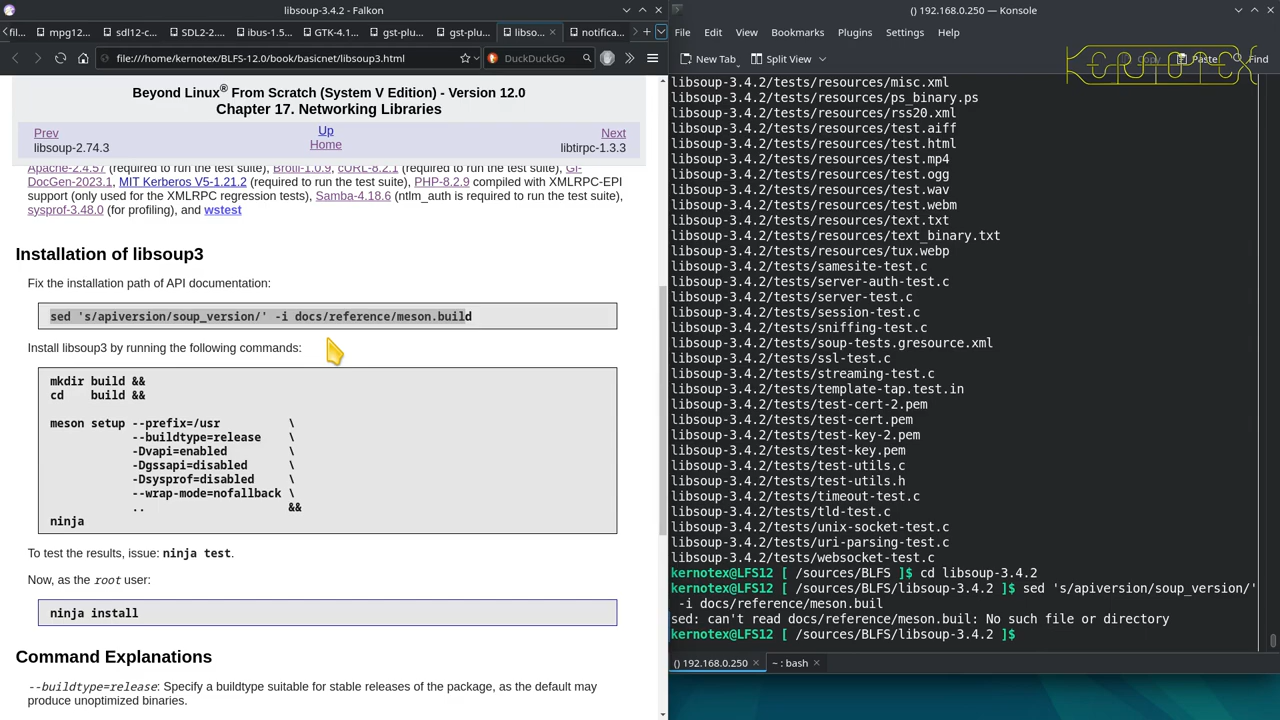 libsoup-3.4.2 / Falkon
fil...
mpg12...
sdl12-c...
SDL2-2....
ibus-1.5...
GTK-4.1...
gst-plu...
gst-plu...
libso...
notifica...
file:///home/kernotex/BLFS-12.0/book/basicnet/libsoup3.html
DuckDuckGo
Beyond Linux® From Scratch (System V Edition) - Version 12.0
Chapter 17. Networking Libraries
Prev Up Next
libsoup-2.74.3 Home libtirpc-1.3.3
Apache-2.4.57 (required to run the test suite), Brotli-1.0.9, cURL-8.2.1 (required to run the test suite), Gi-
DocGen-2023.1, MIT Kerberos V5-1.21.2 (required to run the test suite), PHP-8.2.9 compiled with XMLRPC-EPI
support (only used for the XMLRPC regression tests), Samba-4.18.6 (ntlm_auth is required to run the test suite),
sysprof-3.48.0 (for profiling), and wstest
Installation of libsoup3
Fix the installation path of API documentation:
sed 's/apiversion/soup_version/' -i docs/reference/meson.build
Install libsoup3 by running the following commands:
mkdir build &&
cd    build &&
meson setup --prefix=/usr          \
            --buildtype=release    \
            -Dvapi=enabled         \
            -Dgssapi=disabled      \
            -Dsysprof=disabled     \
            --wrap-mode=nofallback \
            ..                     &&
ninja
To test the results, issue: ninja test.
Now, as the root user:
ninja install
Command Explanations
--buildtype=release: Specify a buildtype suitable for stable releases of the package, as the default may
produce unoptimized binaries.
() 192.168.0.250 — Konsole
File Edit View Bookmarks Plugins Settings Help
New Tab Split View Copy Paste Find
KernoTex
libsoup-3.4.2/tests/resources/misc.xml
libsoup-3.4.2/tests/resources/ps_binary.ps
libsoup-3.4.2/tests/resources/rss20.xml
libsoup-3.4.2/tests/resources/test.aiff
libsoup-3.4.2/tests/resources/test.html
libsoup-3.4.2/tests/resources/test.mp4
libsoup-3.4.2/tests/resources/test.ogg
libsoup-3.4.2/tests/resources/test.wav
libsoup-3.4.2/tests/resources/test.webm
libsoup-3.4.2/tests/resources/text.txt
libsoup-3.4.2/tests/resources/text_binary.txt
libsoup-3.4.2/tests/resources/tux.webp
libsoup-3.4.2/tests/samesite-test.c
libsoup-3.4.2/tests/server-auth-test.c
libsoup-3.4.2/tests/server-test.c
libsoup-3.4.2/tests/session-test.c
libsoup-3.4.2/tests/sniffing-test.c
libsoup-3.4.2/tests/soup-tests.gresource.xml
libsoup-3.4.2/tests/ssl-test.c
libsoup-3.4.2/tests/streaming-test.c
libsoup-3.4.2/tests/template-tap.test.in
libsoup-3.4.2/tests/test-cert-2.pem
libsoup-3.4.2/tests/test-cert.pem
libsoup-3.4.2/tests/test-key-2.pem
libsoup-3.4.2/tests/test-key.pem
libsoup-3.4.2/tests/test-utils.c
libsoup-3.4.2/tests/test-utils.h
libsoup-3.4.2/tests/timeout-test.c
libsoup-3.4.2/tests/tld-test.c
libsoup-3.4.2/tests/unix-socket-test.c
libsoup-3.4.2/tests/uri-parsing-test.c
libsoup-3.4.2/tests/websocket-test.c
kernotex@LFS12 [ /sources/BLFS ]$ cd libsoup-3.4.2
kernotex@LFS12 [ /sources/BLFS/libsoup-3.4.2 ]$ sed 's/apiversion/soup_version/'
 -i docs/reference/meson.buil
sed: can't read docs/reference/meson.buil: No such file or directory
kernotex@LFS12 [ /sources/BLFS/libsoup-3.4.2 ]$
() 192.168.0.250
~ : bash